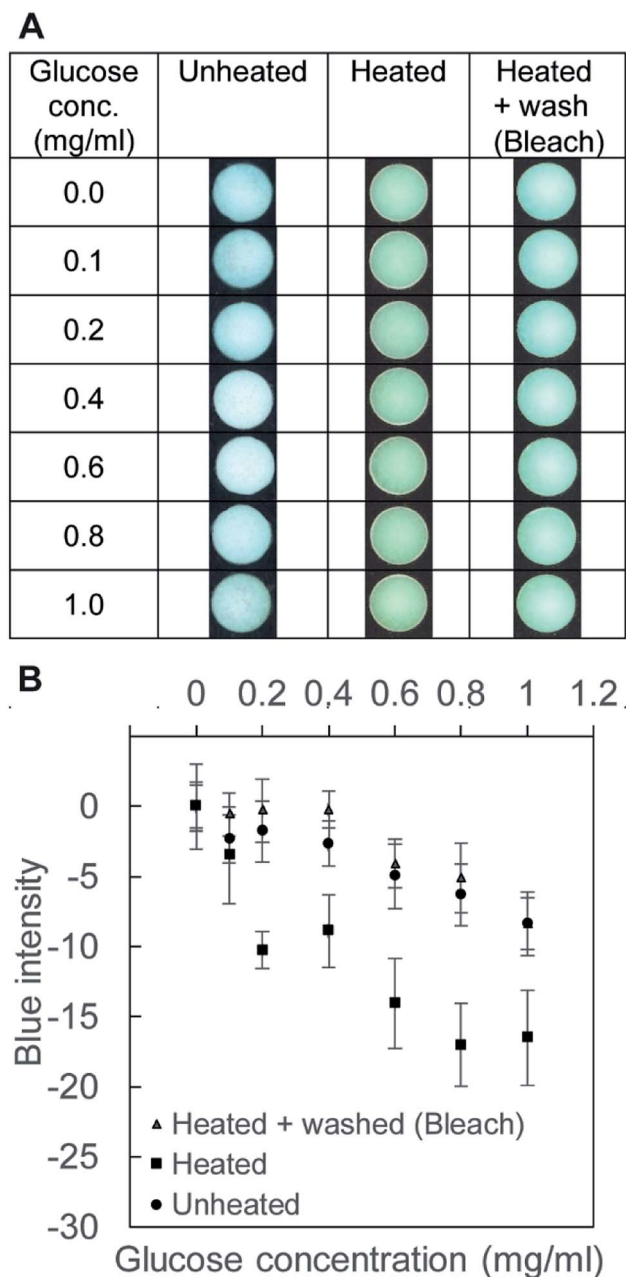 A
Glucose conc. (mg/ml) Unheated Heated Heated + wash (Bleach)
0.0
0.1
0.2
0.4
0.6
0.8
1.0
B
0 0.2 0.4 0.6 0.8 1 1.2
0
-5
-10
-15
-20
-25
-30
Blue intensity
Heated + washed (Bleach)
Heated
Unheated
Glucose concentration (mg/ml)